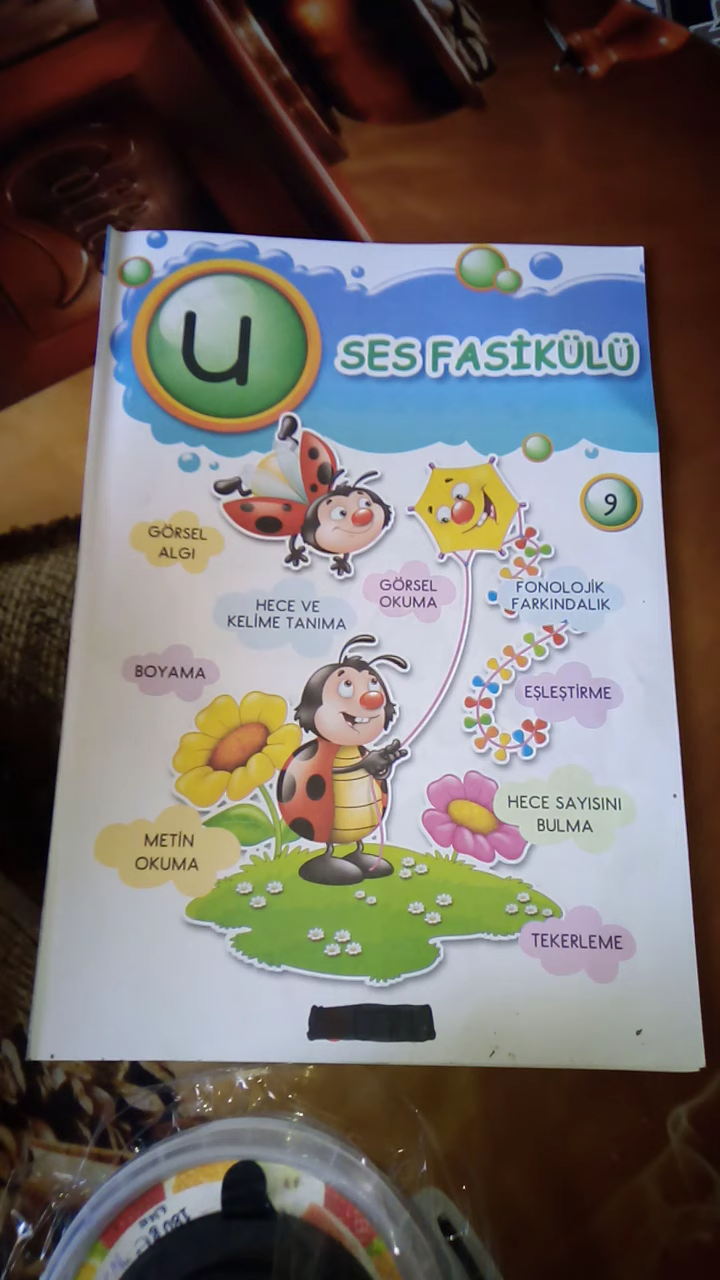 u
SES FASİKÜLÜ
9
GÖRSEL
ALGI
HECE VE
KELİME TANIMA
GÖRSEL
OKUMA
FONOLOJİK
FARKINDALIK
BOYAMA
EŞLEŞTİRME
HECE SAYISINI
BULMA
METİN
OKUMA
TEKERLEME